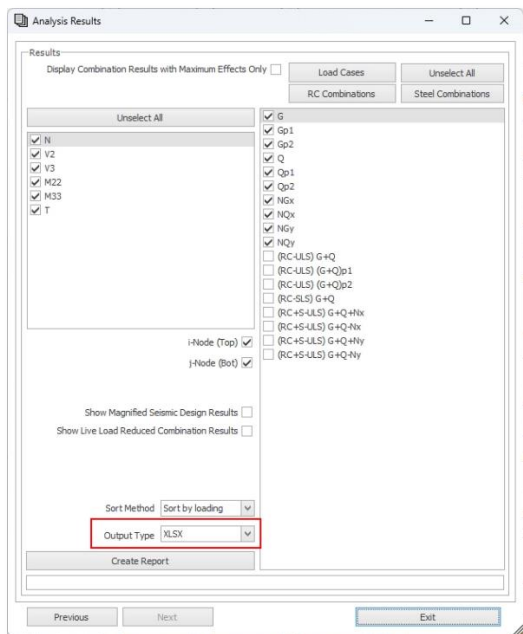 Analysis Results
Results
Display Combination Results with Maximum Effects Only
Load Cases
Unselect All
RC Combinations
Steel Combinations
Unselect All
N
V2
V3
M22
M33
T
G
Gp1
Gp2
Q
Qp1
Qp2
NGx
NQx
NGy
NQy
(RC-ULS) G+Q
(RC-ULS) (G+Q)p1
(RC-ULS) (G+Q)p2
(RC-SLS) G+Q
(RC+S-ULS) G+Q+Nx
(RC+S-ULS) G+Q-Nx
(RC+S-ULS) G+Q+Ny
(RC+S-ULS) G+Q-Ny
i-Node (Top)
j-Node (Bot)
Show Magnified Seismic Design Results
Show Live Load Reduced Combination Results
Sort Method Sort by loading
Output Type XLSX
Create Report
Previous
Next
Exit